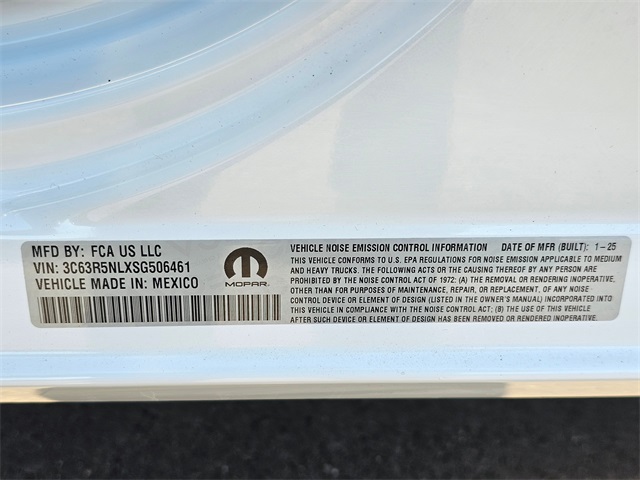 MFD BY: FCA US LLC
VIN: 3C63R5NLXSG506461
VEHICLE MADE IN: MEXICO
MOPAR.
VEHICLE NOISE EMISSION CONTROL INFORMATION DATE OF MFR (BUILT): 1-25
THIS VEHICLE CONFORMS TO U.S. EPA REGULATIONS FOR NOISE EMISSION APPLICABLE TO MEDIUM
AND HEAVY TRUCKS. THE FOLLOWING ACTS OR THE CAUSING THEREOF BY ANY PERSON ARE
PROHIBITED BY THE NOISE CONTROL ACT OF 1972: (A) THE REMOVAL OR RENDERING INOPERATIVE,
OTHER THAN FOR PURPOSES OF MAINTENANCE, REPAIR, OR REPLACEMENT, OF ANY NOISE
CONTROL DEVICE OR ELEMENT OF DESIGN (LISTED IN THE OWNER'S MANUAL) INCORPORATED INTO
THIS VEHICLE IN COMPLIANCE WITH THE NOISE CONTROL ACT; (B) THE USE OF THIS VEHICLE
AFTER SUCH DEVICE OR ELEMENT OF DESIGN HAS BEEN REMOVED OR RENDERED INOPERATIVE.